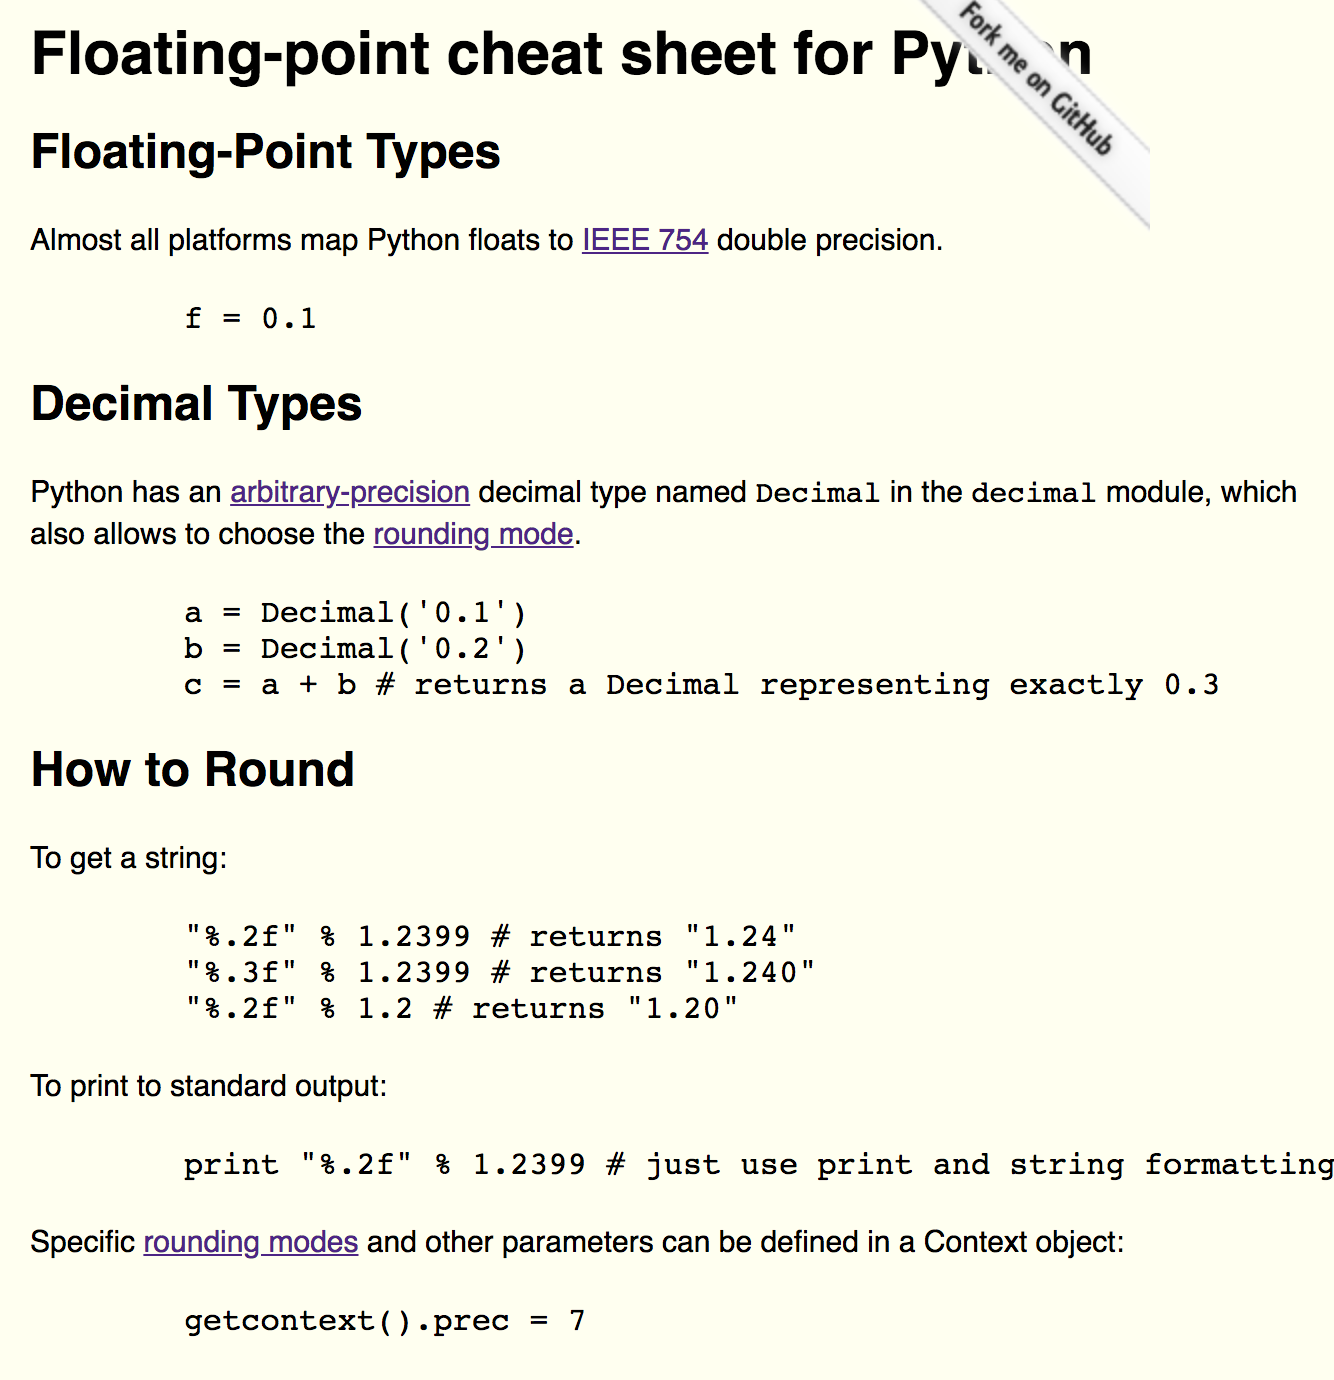 Floating-point cheat sheet for Python
Fork me on GitHub
Floating-Point Types
Almost all platforms map Python floats to IEEE 754 double precision.
f = 0.1
Decimal Types
Python has an arbitrary-precision decimal type named Decimal in the decimal module, which
also allows to choose the rounding mode.
a = Decimal('0.1')
b = Decimal('0.2')
c = a + b # returns a Decimal representing exactly 0.3
How to Round
To get a string:
"%.2f" % 1.2399 # returns "1.24"
"%.3f" % 1.2399 # returns "1.240"
"%.2f" % 1.2 # returns "1.20"
To print to standard output:
print "%.2f" % 1.2399 # just use print and string formatting
Specific rounding modes and other parameters can be defined in a Context object:
getcontext().prec = 7